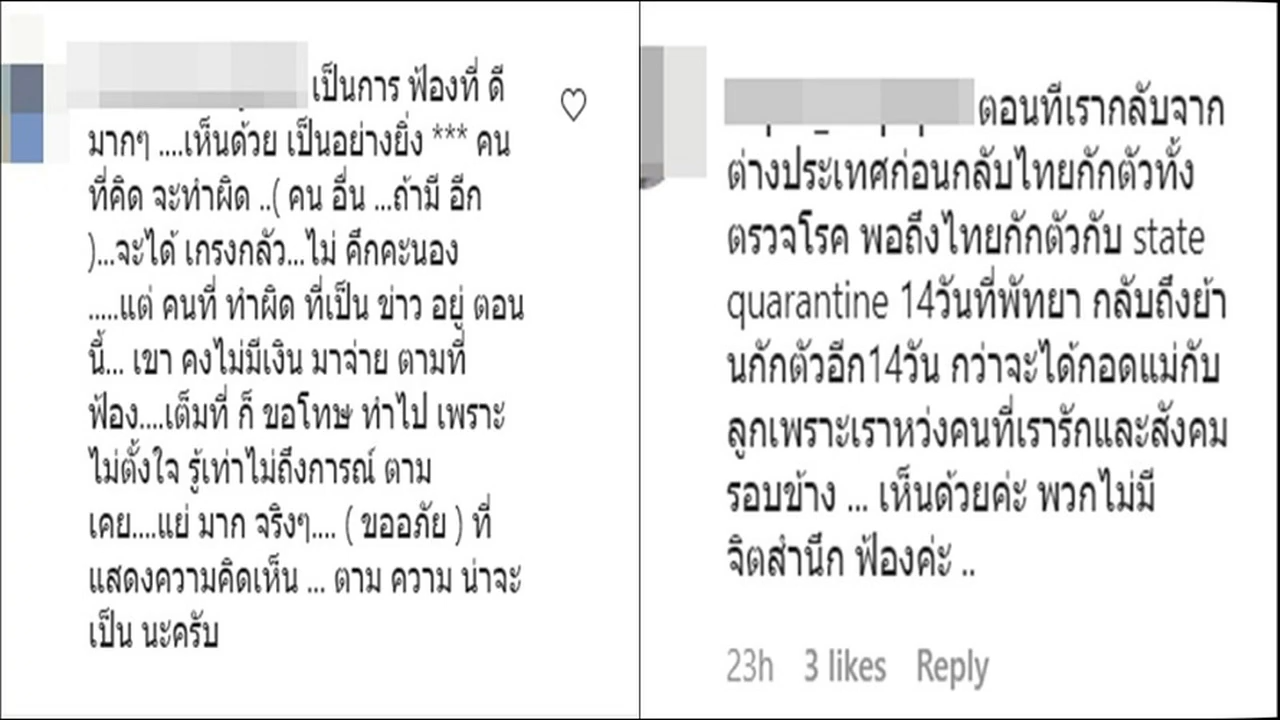 เป็นการ ฟ้องที่ ดี
มากๆ ....เห็นด้วย เป็นอย่างยิ่ง *** คน
ที่คิด จะทำผิด ..( คน อื่น ...ถ้ามี อีก
)...จะได้ เกรงกลัว...ไม่ คึกคะนอง
.....แต่ คนที่ ทำผิด ที่เป็น ข่าว อยู่ ตอน
นี้... เขา คงไม่มีเงิน มาจ่าย ตามที่
ฟ้อง....เต็มที่ ก็ ขอโทษ ทำไป เพราะ
ไม่ตั้งใจ รู้เท่าไม่ถึงการณ์ ตาม
เคย....แย่ มาก จริงๆ.... ( ขออภัย ) ที่
แสดงความคิดเห็น ... ตาม ความ น่าจะ
เป็น นะครับ
ตอนที่เรากลับจาก
ต่างประเทศก่อนกลับไทยกักตัวทั้ง
ตรวจโรค พอถึงไทยกักตัวกับ state
quarantine 14วันที่พัทยา กลับถึงย้า
นกักตัวอีก14วัน กว่าจะได้กอดแม่กับ
ลูกเพราะเราหว่งคนที่เรารักและสังคม
รอบข้าง ... เห็นด้วยค่ะ พวกไม่มี
จิตสำนึก ฟ้องค่ะ ..
23h 3 likes Reply